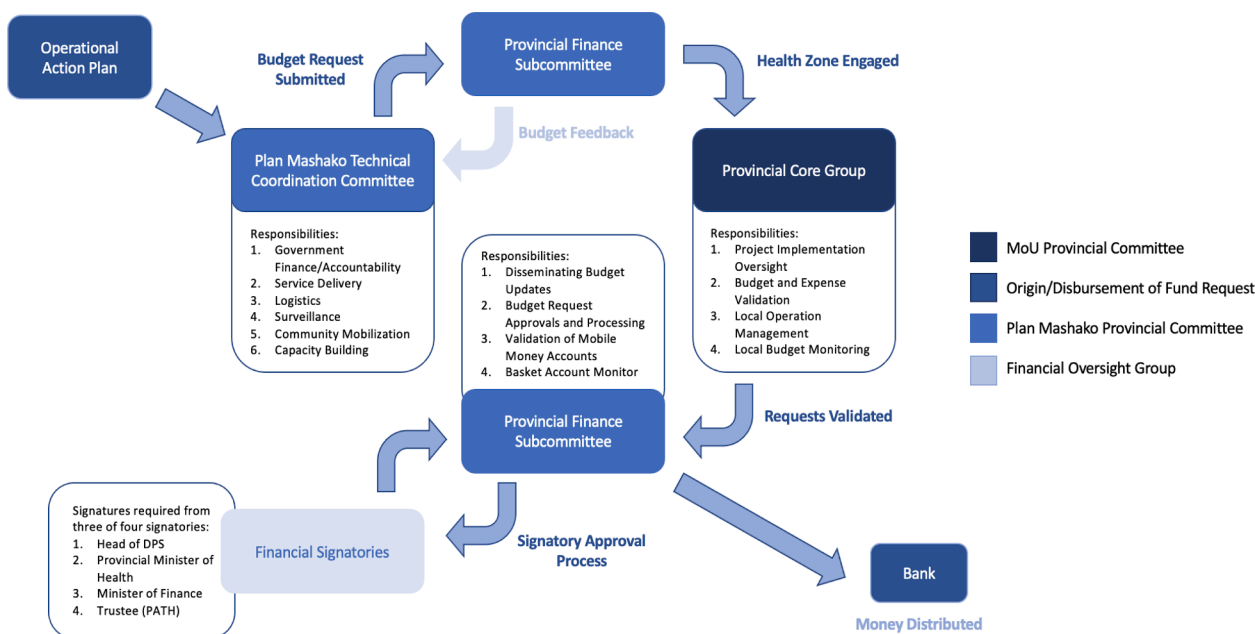 Operational
Action Plan
Budget Request
Submitted
Provincial Finance
Subcommittee
Health Zone Engaged
Budget Feedback
Plan Mashako Technical
Coordination Committee
Responsibilities:
1. Government
Finance/Accountability
2. Service Delivery
3. Logistics
4. Surveillance
5. Community Mobilization
6. Capacity Building
Provincial Core Group
Responsibilities:
1. Project Implementation
Oversight
2. Budget and Expense
Validation
3. Local Operation
Management
4. Local Budget Monitoring
Responsibilities:
1. Disseminating Budget
Updates
2. Budget Request
Approvals and Processing
3. Validation of Mobile
Money Accounts
4. Basket Account Monitor
Provincial Finance
Subcommittee
Requests Validated
Signatures required from
three of four signatories:
1. Head of DPS
2. Provincial Minister of
Health
3. Minister of Finance
4. Trustee (PATH)
Financial Signatories
Signatory Approval
Process
Bank
Money Distributed
MoU Provincial Committee
Origin/Disbursement of Fund Request
Plan Mashako Provincial Committee
Financial Oversight Group